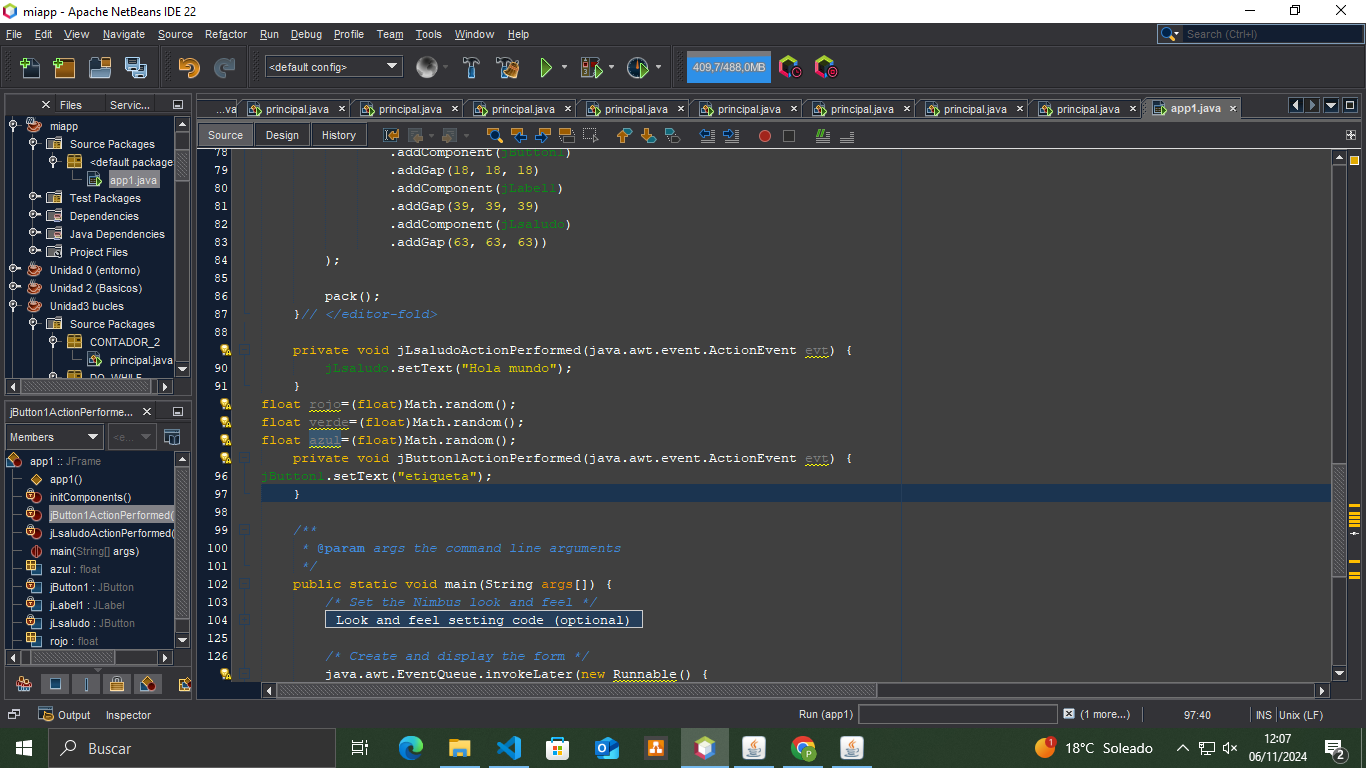 miapp - Apache NetBeans IDE 22
File Edit View Navigate Source Refactor Run Debug Profile Team Tools Window Help
Search (Ctrl+I)
<default config>
409,7/488,0MB
Files Servic...
...va principal.java principal.java principal.java principal.java principal.java principal.java principal.java principal.java app1.java
Source Design History
miapp
Source Packages
<default package
app1.java
Test Packages
Dependencies
Java Dependencies
Project Files
Unidad 0 (entorno)
Unidad 2 (Basicos)
Unidad3 bucles
Source Packages
CONTADOR_2
principal.java
DO_WHILE
jButton1ActionPerforme...
Members <e...
app1 :: JFrame
app1()
initComponents()
jButton1ActionPerformed(
jLsaludoActionPerformed(
main(String[] args)
azul : float
jButton1 : JButton
jLabel1 : JLabel
jLsaludo : JButton
rojo : float
78 .addComponent(jButton1)
79 .addGap(18, 18, 18)
80 .addComponent(jLabel1)
81 .addGap(39, 39, 39)
82 .addComponent(jLsaludo)
83 .addGap(63, 63, 63))
84 );
85
86 pack();
87 }// </editor-fold>
88
private void jLsaludoActionPerformed(java.awt.event.ActionEvent evt) {
90 jLsaludo.setText("Hola mundo");
91 }
float rojo=(float)Math.random();
float verde=(float)Math.random();
float azul=(float)Math.random();
private void jButton1ActionPerformed(java.awt.event.ActionEvent evt) {
96 jButton1.setText("etiqueta");
97 }
98
99 /**
100 * @param args the command line arguments
101 */
102 public static void main(String args[]) {
103 /* Set the Nimbus look and feel */
104 Look and feel setting code (optional)
125
126 /* Create and display the form */
java.awt.EventQueue.invokeLater(new Runnable() {
Output Inspector
Run (app1) (1 more...) 97:40 INS Unix (LF)
Buscar
1 18°C Soleado
12:07
06/11/2024
2